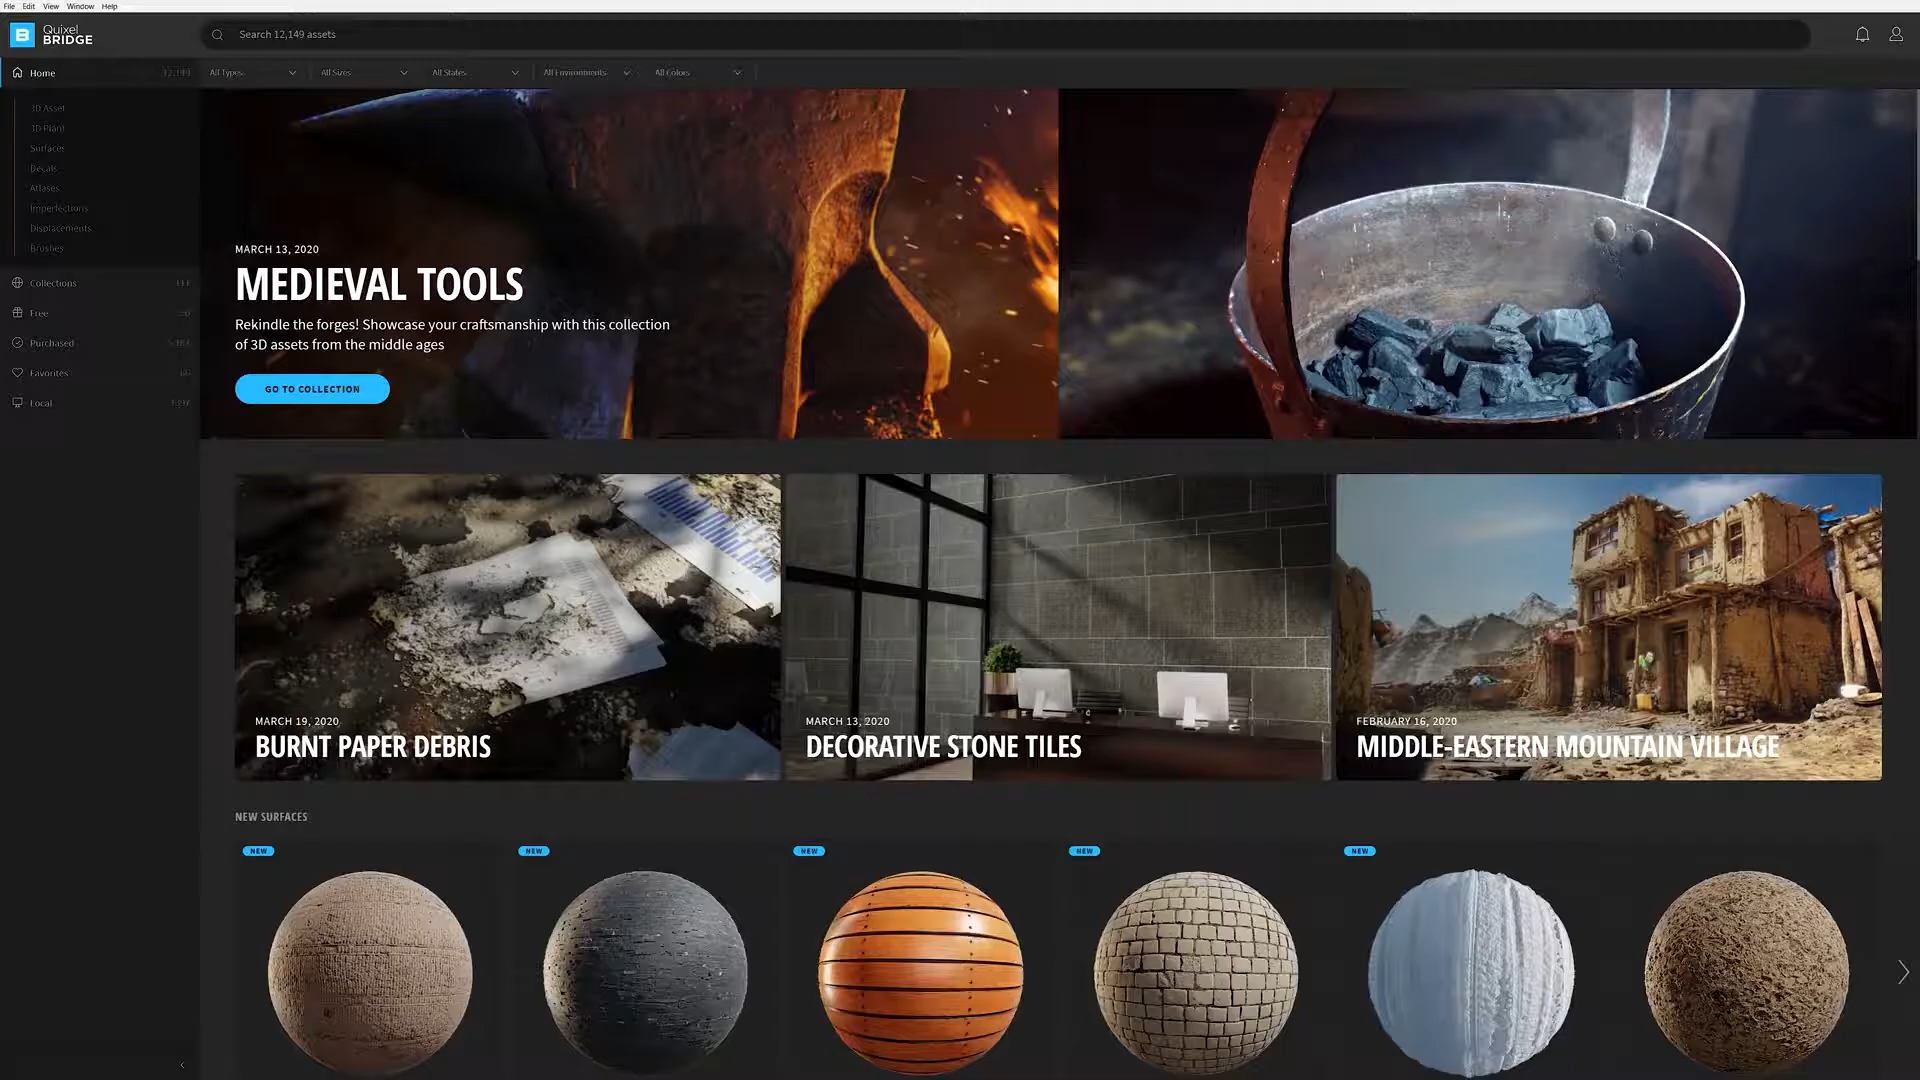 File Edit View Window Help
Quixel
BRIDGE
Search 12,149 assets
Home 12,149
All Types All Sizes All States All Environments All Colors
3D Asset
3D Plant
Surfaces
Decals
Atlases
Imperfections
Displacements
Brushes
Collections
Free
Purchased
Favorites
Local
MARCH 13, 2020
MEDIEVAL TOOLS
Rekindle the forges! Showcase your craftsmanship with this collection
of 3D assets from the middle ages
GO TO COLLECTION
MARCH 19, 2020
BURNT PAPER DEBRIS
MARCH 13, 2020
DECORATIVE STONE TILES
FEBRUARY 16, 2020
MIDDLE-EASTERN MOUNTAIN VILLAGE
NEW SURFACES
NEW NEW NEW NEW NEW